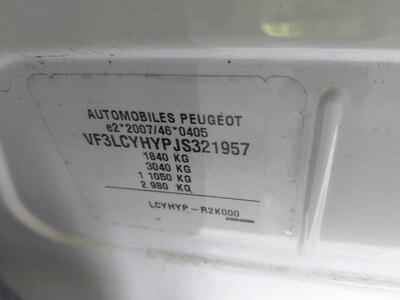 AUTOMOBILES PEUGEOT
e2*2007/46*0405
VF3LCYHYPJS321957
1840 KG
3040 KG
1 1050 KG
2 980 KG
LCYHYP-R2K000